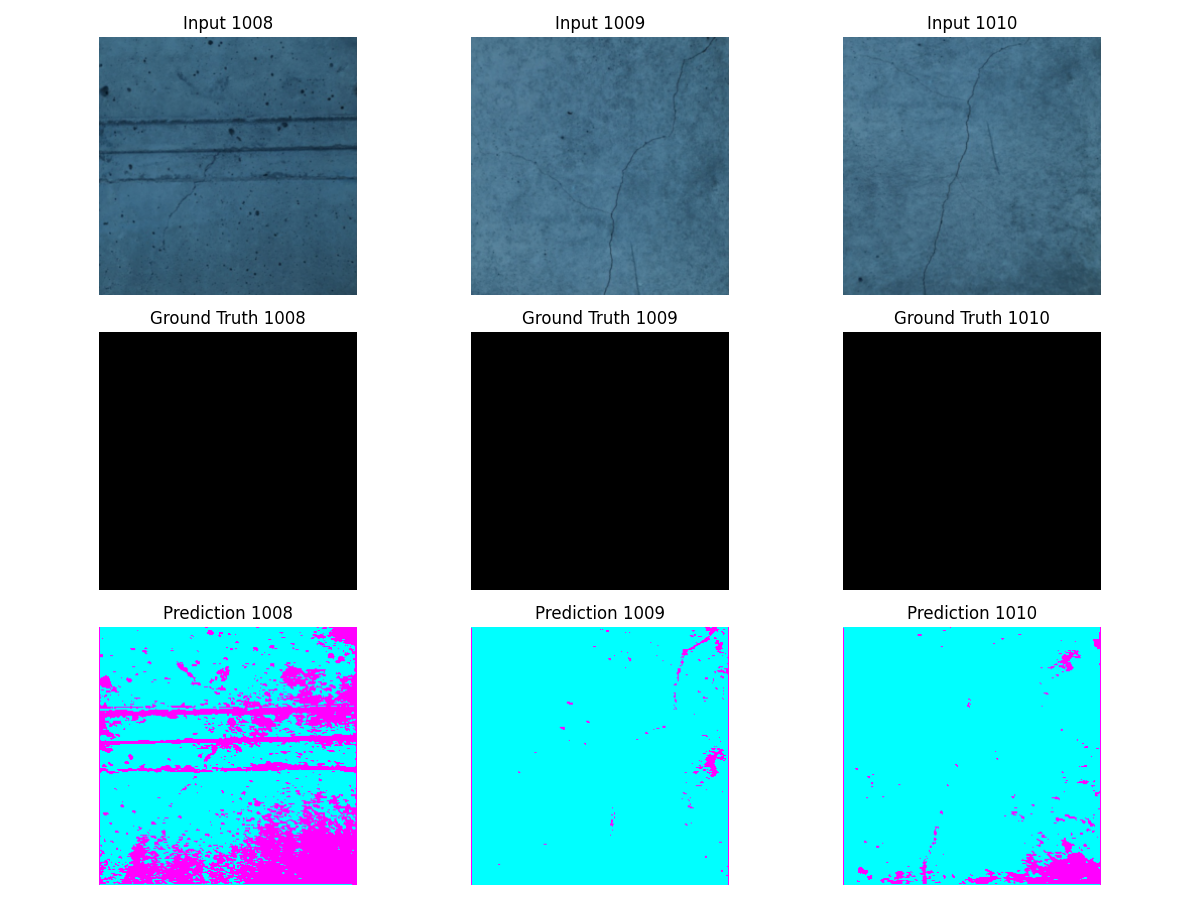 Input 1008
Input 1009
Input 1010
Ground Truth 1008
Ground Truth 1009
Ground Truth 1010
Prediction 1008
Prediction 1009
Prediction 1010